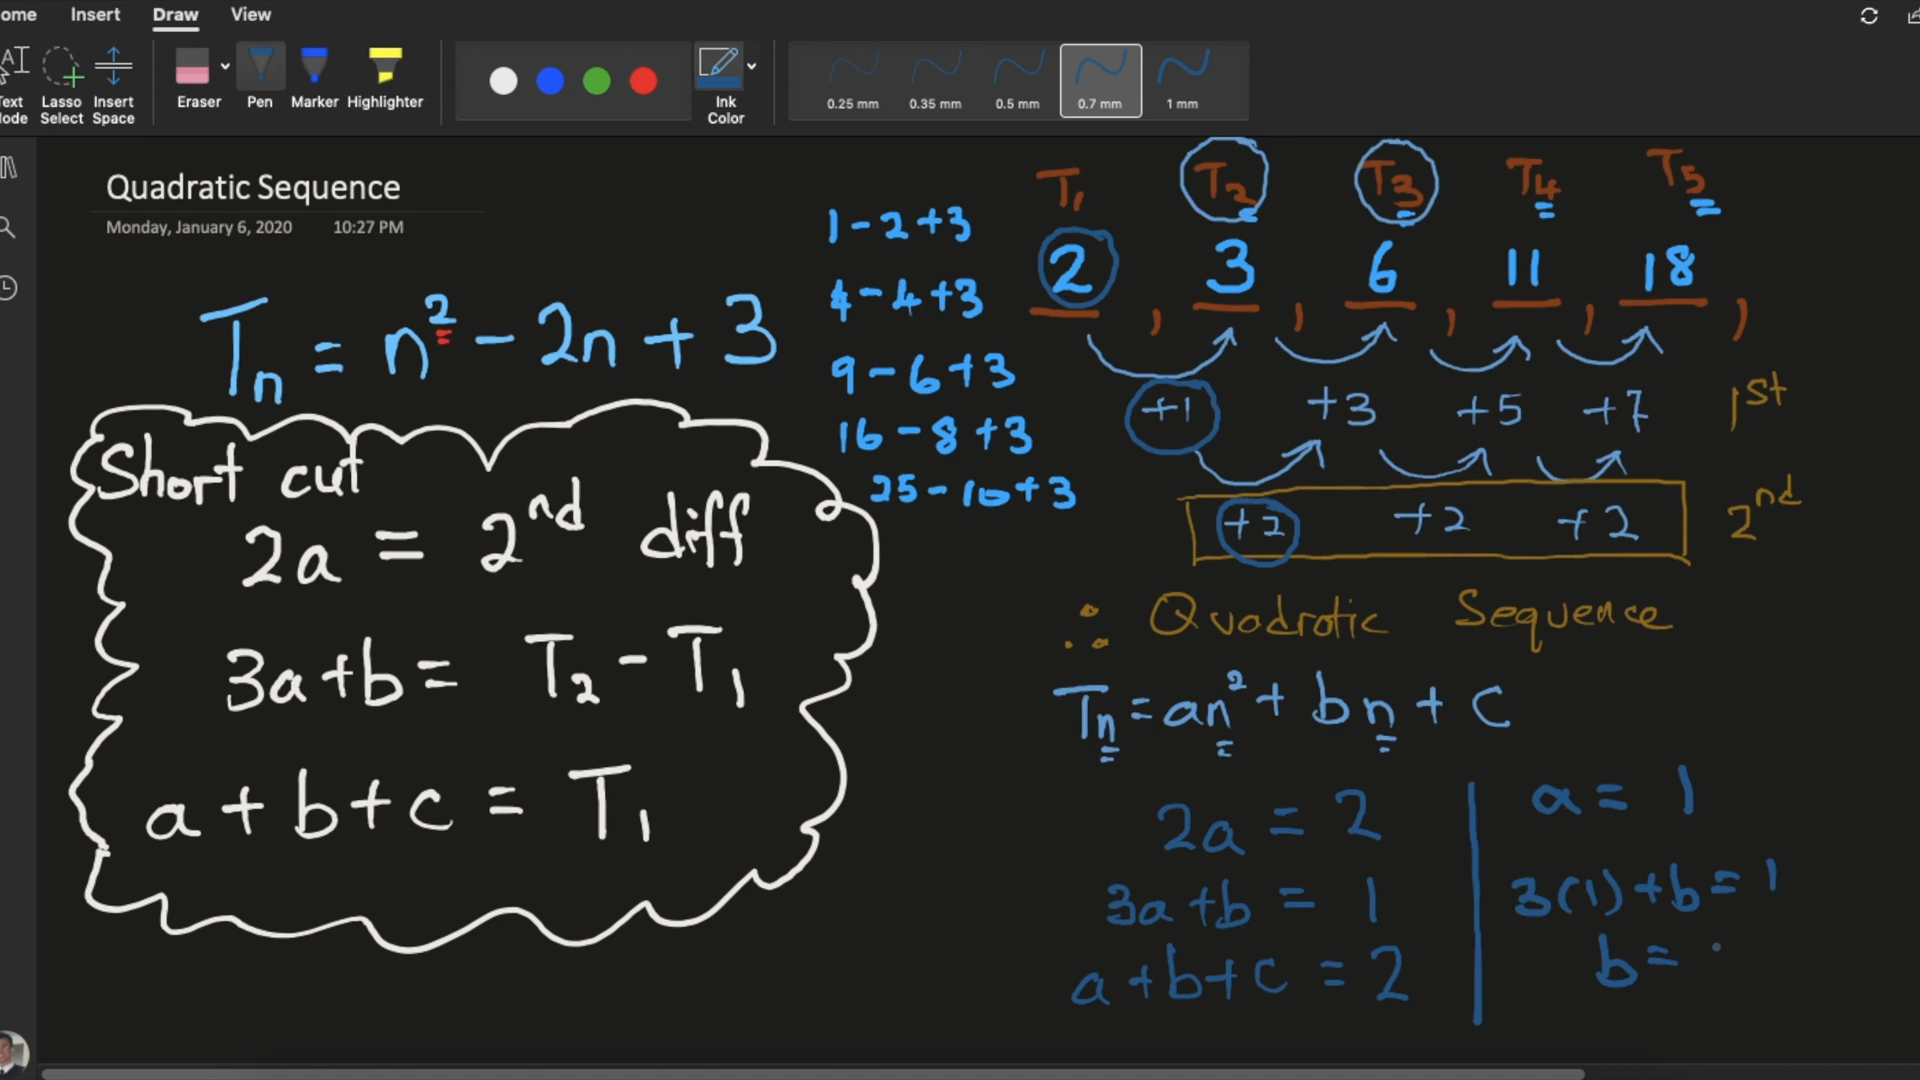 ome Insert Draw View
Text Mode
Lasso Select
Insert Space
Eraser
Pen
Marker
Highlighter
Ink Color
0.25 mm
0.35 mm
0.5 mm
0.7 mm
1 mm
Quadratic Sequence
Monday, January 6, 2020 10:27 PM
Tₙ = n² - 2n + 3
Short cut
2a = 2nd diff
3a+b = T₂ - T₁
a + b + c = T₁
1 - 2 + 3
4 - 4 + 3
9 - 6 + 3
16 - 8 + 3
25 - 10 + 3
T₁ T₂ T₃ T₄ T₅
2 , 3 , 6 , 11 , 18 ,
+1 +3 +5 +7 1st
+2 +2 +2 2nd
∴ Quadrotic Sequence
Tₙ = an² + bn + c
2a = 2
3a + b = 1
a + b + c = 2
a = 1
3(1) + b = 1
b =